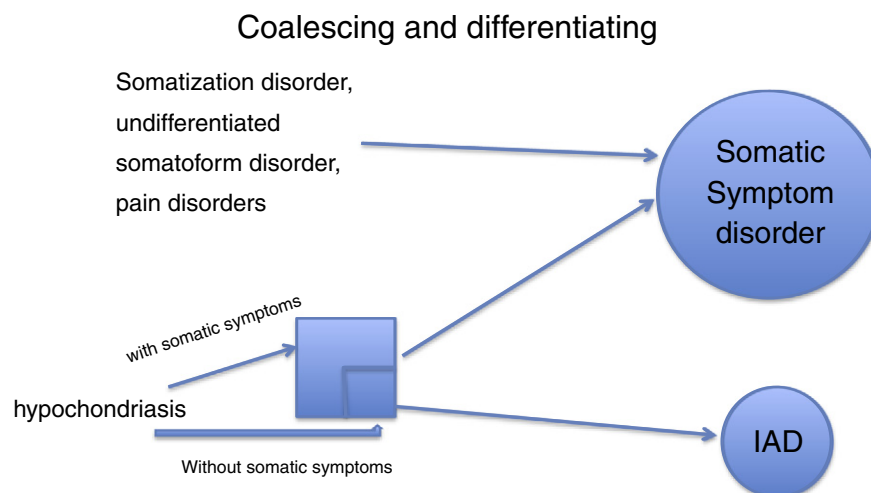 Coalescing and differentiating
Somatization disorder,
undifferentiated
somatoform disorder,
pain disorders
Somatic
Symptom
disorder
with somatic symptoms
hypochondriasis
Without somatic symptoms
IAD